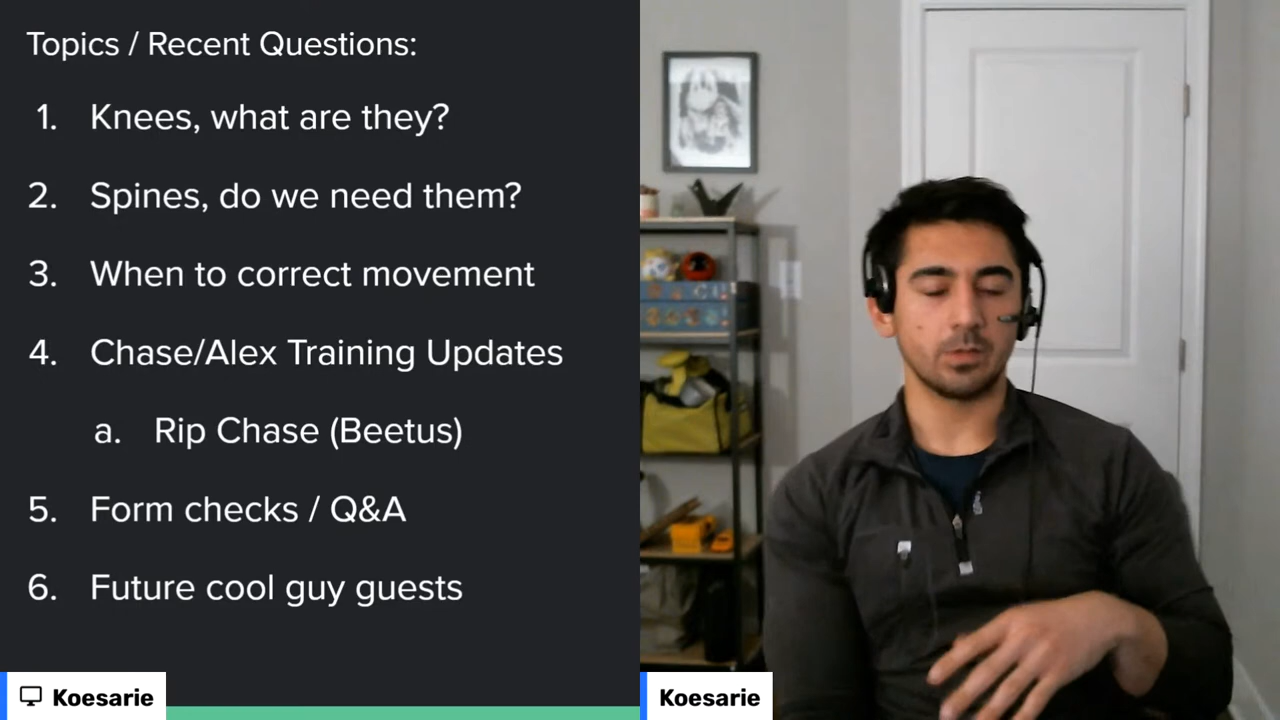 Topics / Recent Questions:
1. Knees, what are they?
2. Spines, do we need them?
3. When to correct movement
4. Chase/Alex Training Updates
a. Rip Chase (Beetus)
5. Form checks / Q&A
6. Future cool guy guests
Koesarie
Koesarie